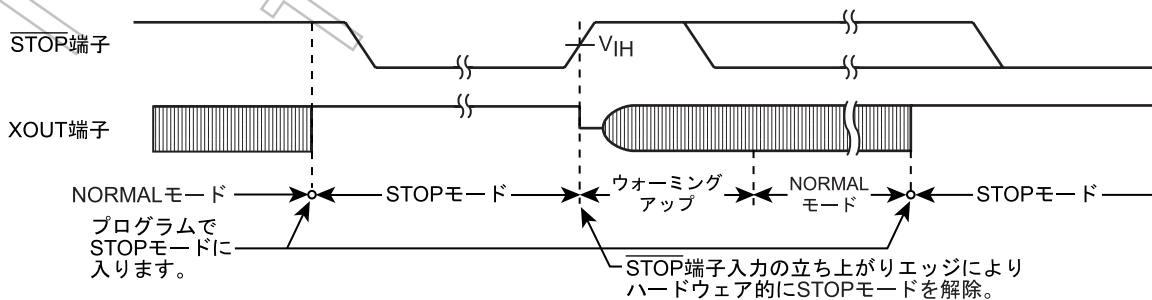 STOP端子
VIH
XOUT端子
NORMALモード
STOPモード
ウォーミング
アップ
NORMAL
モード
STOPモード
プログラムで
STOPモードに
入ります。
STOP端子入力の立ち上がりエッジにより
ハードウェア的にSTOPモードを解除。